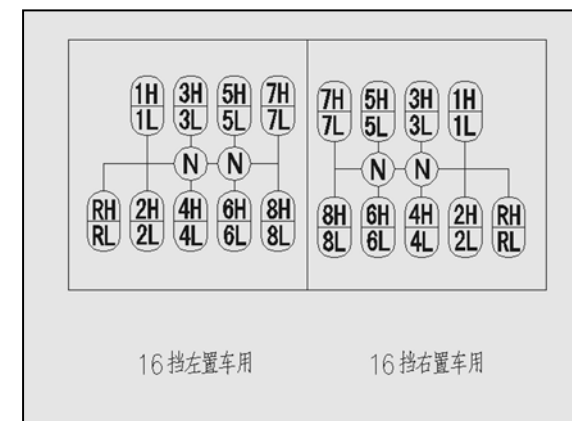 1H 3H 5H 7H 7H 5H 3H 1H
1L 3L 5L 7L 7L 5L 3L 1L
N N N N
RH 2H 4H 6H 8H 8H 6H 4H 2H RH
RL 2L 4L 6L 8L 8L 6L 4L 2L RL
16挡左置车用 16挡右置车用